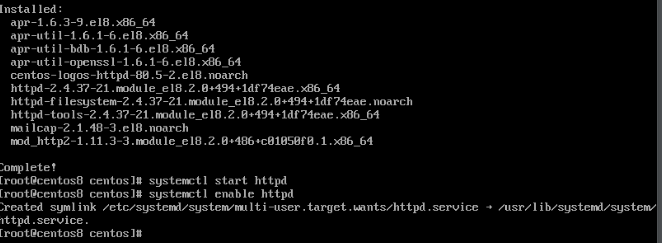 Installed:
apr-1.6.3-9.el8.x86_64
apr-util-1.6.1-6.el8.x86_64
apr-util-bdb-1.6.1-6.el8.x86_64
apr-util-openssl-1.6.1-6.el8.x86_64
centos-logos-httpd-80.5-2.el8.noarch
httpd-2.4.37-21.module_el8.2.0+494+1df74eae.x86_64
httpd-filesystem-2.4.37-21.module_el8.2.0+494+1df74eae.noarch
httpd-tools-2.4.37-21.module_el8.2.0+494+1df74eae.x86_64
mailcap-2.1.48-3.el8.noarch
mod_http2-1.11.3-3.module_el8.2.0+486+c01050f0.1.x86_64
Complete!
[root@centos8 centos]# systemctl start httpd
[root@centos8 centos]# systemctl enable httpd
Created symlink /etc/systemd/system/multi-user.target.wants/httpd.service → /usr/lib/systemd/system/
httpd.service.
[root@centos8 centos]#